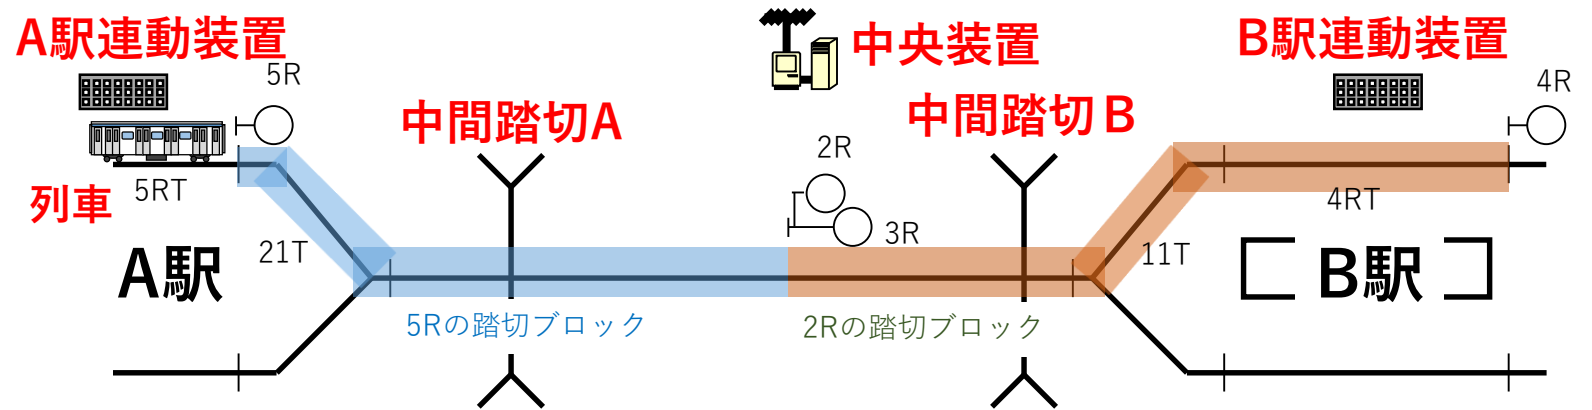 A駅連動装置
中央装置
B駅連動装置
5R
4R
中間踏切A
中間踏切B
2R
3R
列車
5RT
4RT
21T
11T
A駅
B駅
5Rの踏切ブロック
2Rの踏切ブロック